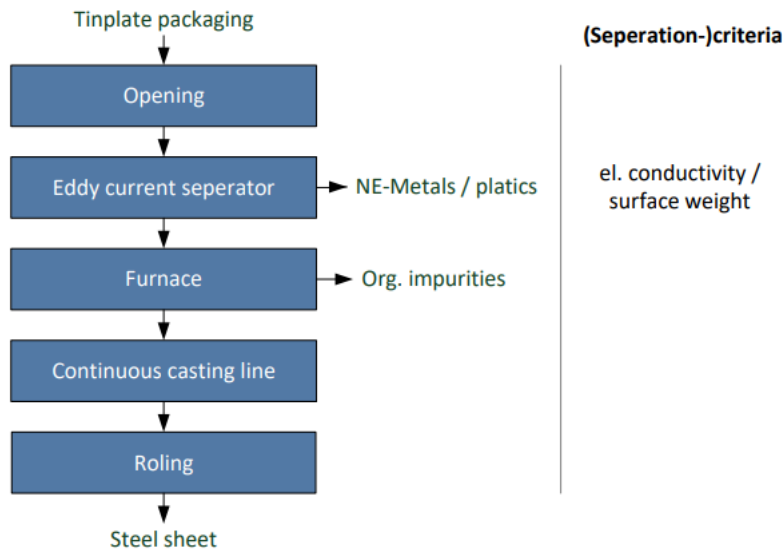 Tinplate packaging
(Seperation-)criteria
Opening
Eddy current seperator
NE-Metals / platics
el. conductivity /
surface weight
Furnace
Org. impurities
Continuous casting line
Roling
Steel sheet